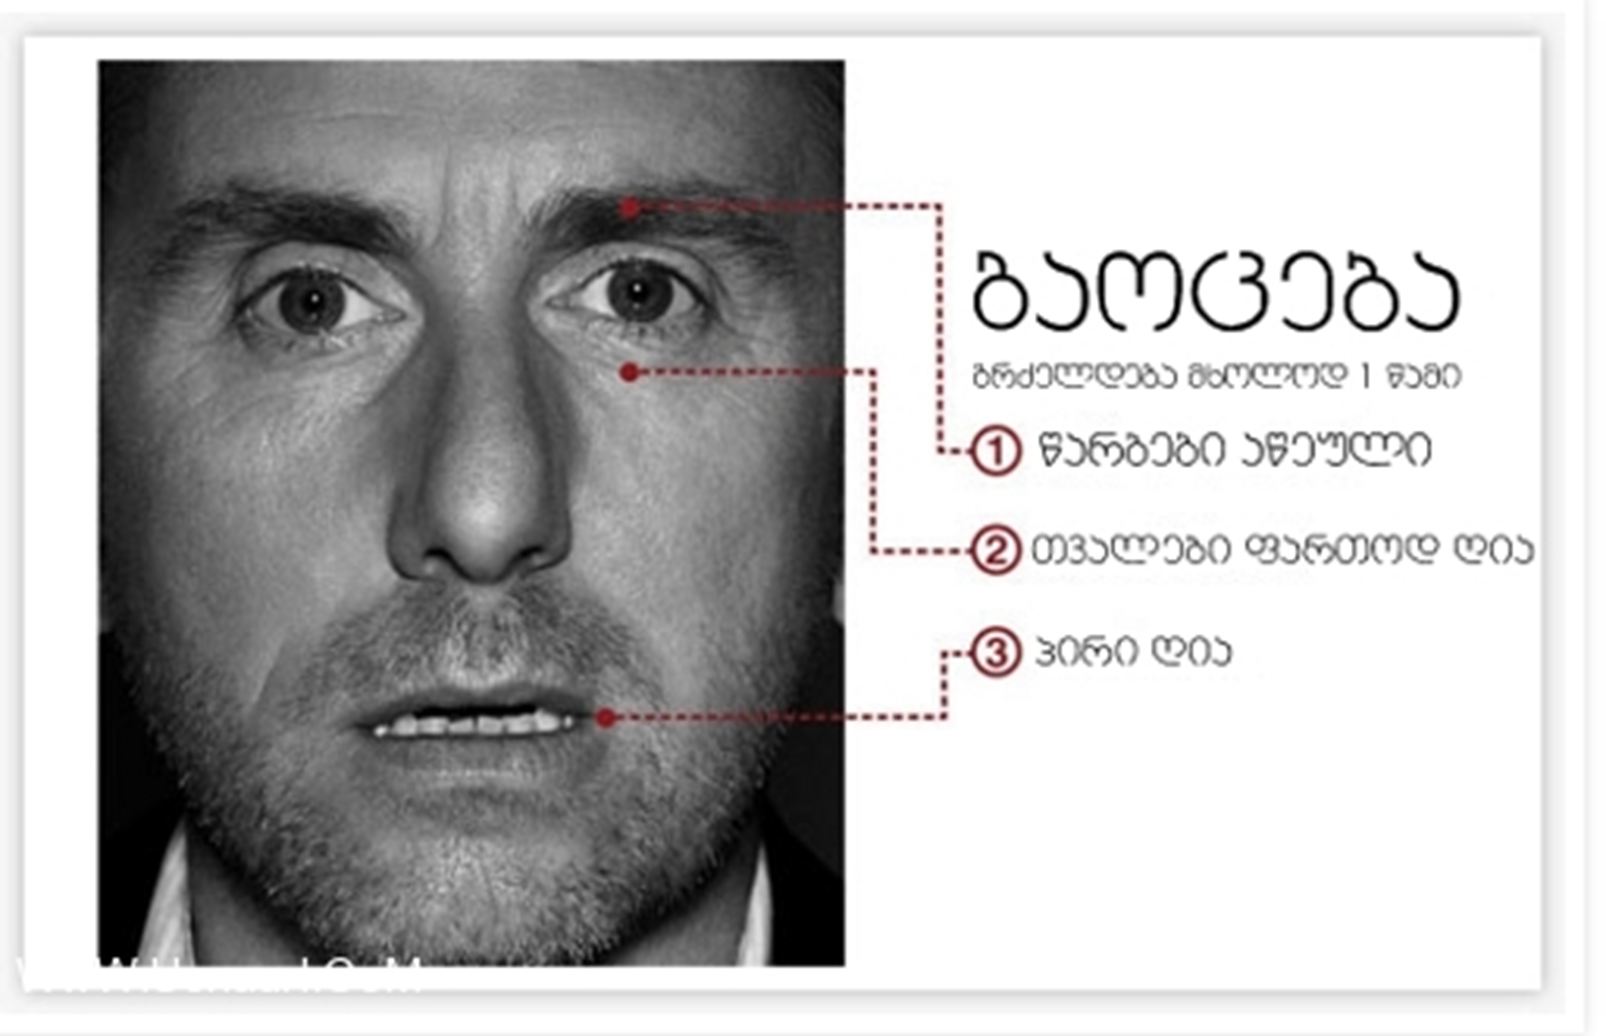 გაოცება
გრძელდება მხოლოდ 1 წამი
1 წარბები აწეული
2 თვალები ფართოდ ღია
3 პირი ღია